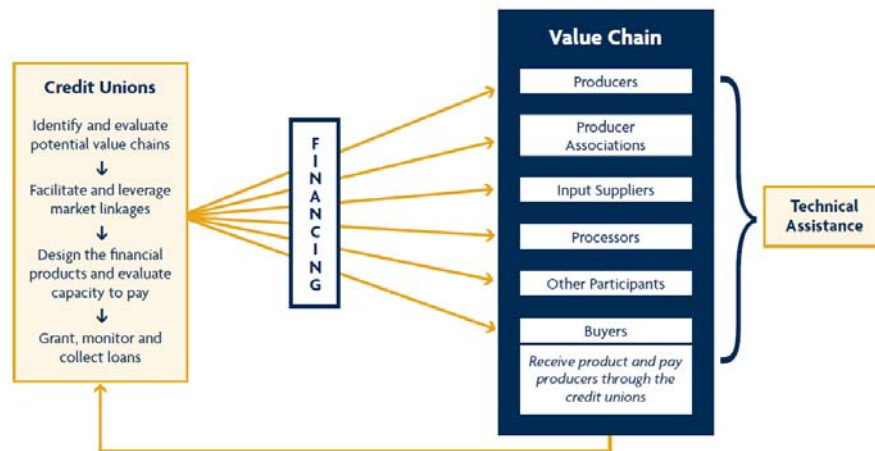 Credit Unions
Identify and evaluate
potential value chains
Facilitate and leverage
market linkages
Design the financial
products and evaluate
capacity to pay
Grant, monitor and
collect loans
FINANCING
Value Chain
Producers
Producer
Associations
Input Suppliers
Processors
Other Participants
Buyers
Receive product and pay
producers through the
credit unions
Technical
Assistance